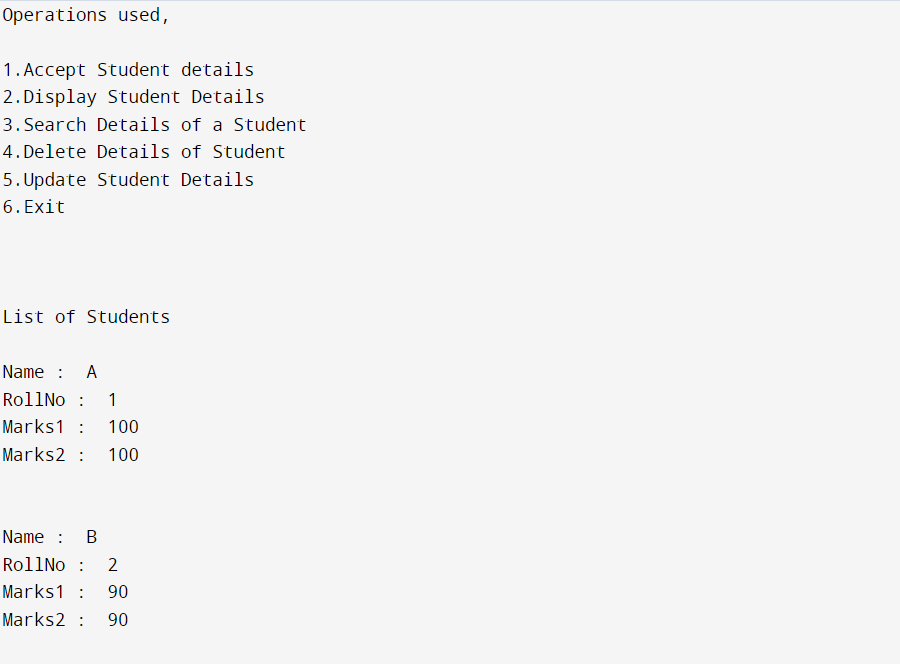 Operations used,
1.Accept Student details
2.Display Student Details
3.Search Details of a Student
4.Delete Details of Student
5.Update Student Details
6.Exit
List of Students
Name :  A
RollNo :  1
Marks1 :  100
Marks2 :  100
Name :  B
RollNo :  2
Marks1 :  90
Marks2 :  90